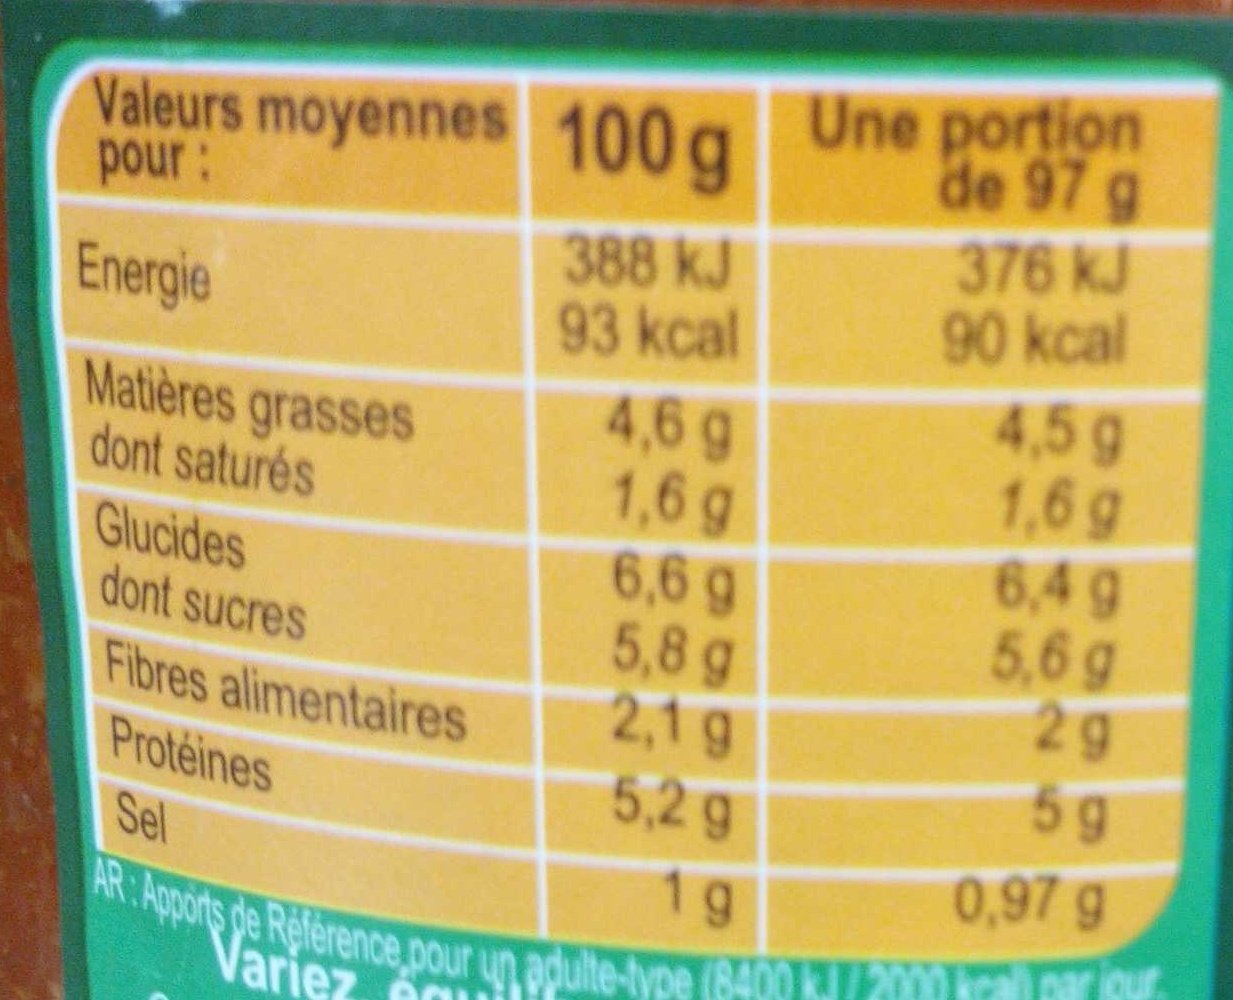 Valeurs moyennes pour : 100 g Une portion de 97 g
Energie 388 kJ 376 kJ
93 kcal 90 kcal
Matières grasses 4,6 g 4,5 g
dont saturés 1,6 g 1,6 g
Glucides 6,6 g 6,4 g
dont sucres 5,8 g 5,6 g
Fibres alimentaires 2,1 g 2 g
Protéines 5,2 g 5 g
Sel 1 g 0,97 g
AR : Apports de Référence pour un adulte-type (8400 kJ / 2000 kcal) par jour.
Variez